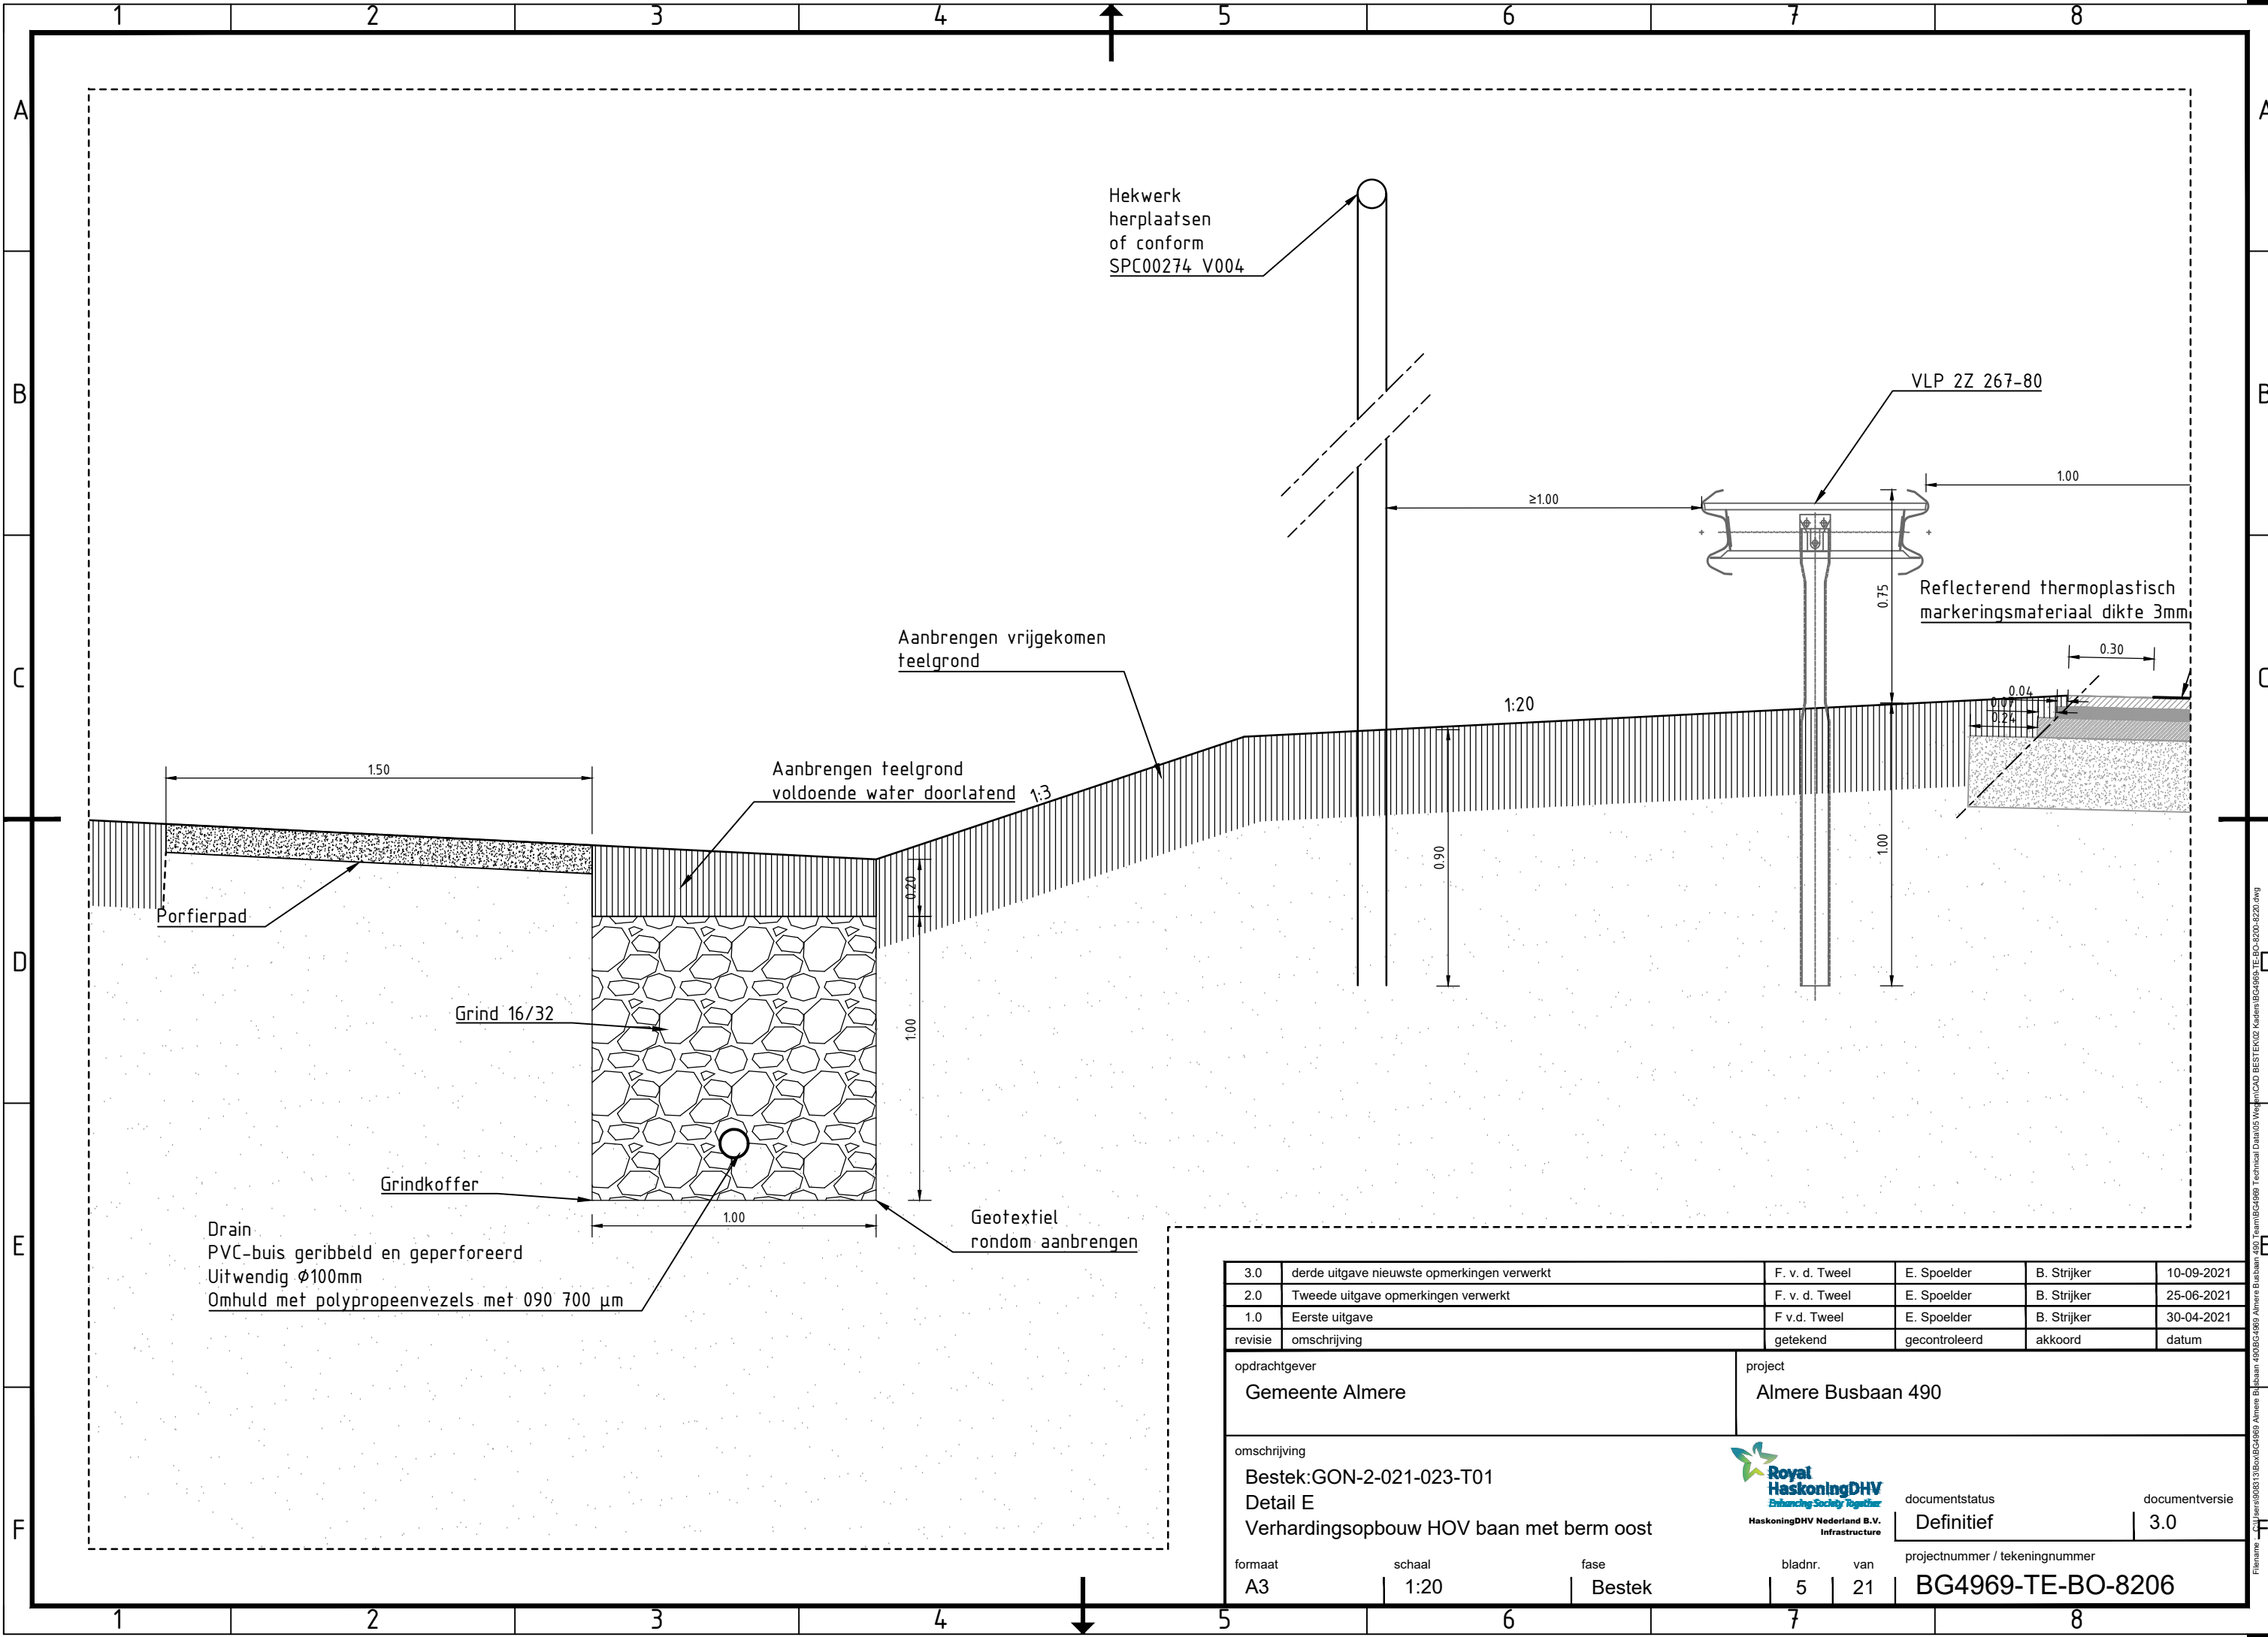 1 2 3 4 5 6 7 8
A
A
B
B
C
C
D
D
E
E
F
F
Hekwerk
herplaatsen
of conform
SPC00274 V004
VLP 2Z 267-80
≥1.00
1.00
0.75
Reflecterend thermoplastisch
markeringsmateriaal dikte 3mm
0.30
0.04
0.07
0.24
1:20
Aanbrengen vrijgekomen
teelgrond
1:3
Aanbrengen teelgrond
voldoende water doorlatend
1.50
Porfierpad
0.20
0.90
1.00
Grind 16/32
1.00
Grindkoffer
1.00
Geotextiel
rondom aanbrengen
Drain
PVC-buis geribbeld en geperforeerd
Uitwendig Ø100mm
Omhuld met polypropeenvezels met 090 700 µm
3.0 derde uitgave nieuwste opmerkingen verwerkt F. v. d. Tweel E. Spoelder B. Strijker 10-09-2021
2.0 Tweede uitgave opmerkingen verwerkt F. v. d. Tweel E. Spoelder B. Strijker 25-06-2021
1.0 Eerste uitgave F v.d. Tweel E. Spoelder B. Strijker 30-04-2021
revisie omschrijving getekend gecontroleerd akkoord datum
opdrachtgever
Gemeente Almere
project
Almere Busbaan 490
omschrijving
Bestek:GON-2-021-023-T01
Detail E
Verhardingsopbouw HOV baan met berm oost
Royal
HaskoningDHV
Enhancing Society Together
HaskoningDHV Nederland B.V.
Infrastructure
documentstatus
Definitief
documentversie
3.0
formaat
A3
schaal
1:20
fase
Bestek
bladnr.
5
van
21
projectnummer / tekeningnummer
BG4969-TE-BO-8206
1 2 3 4 5 6 7 8